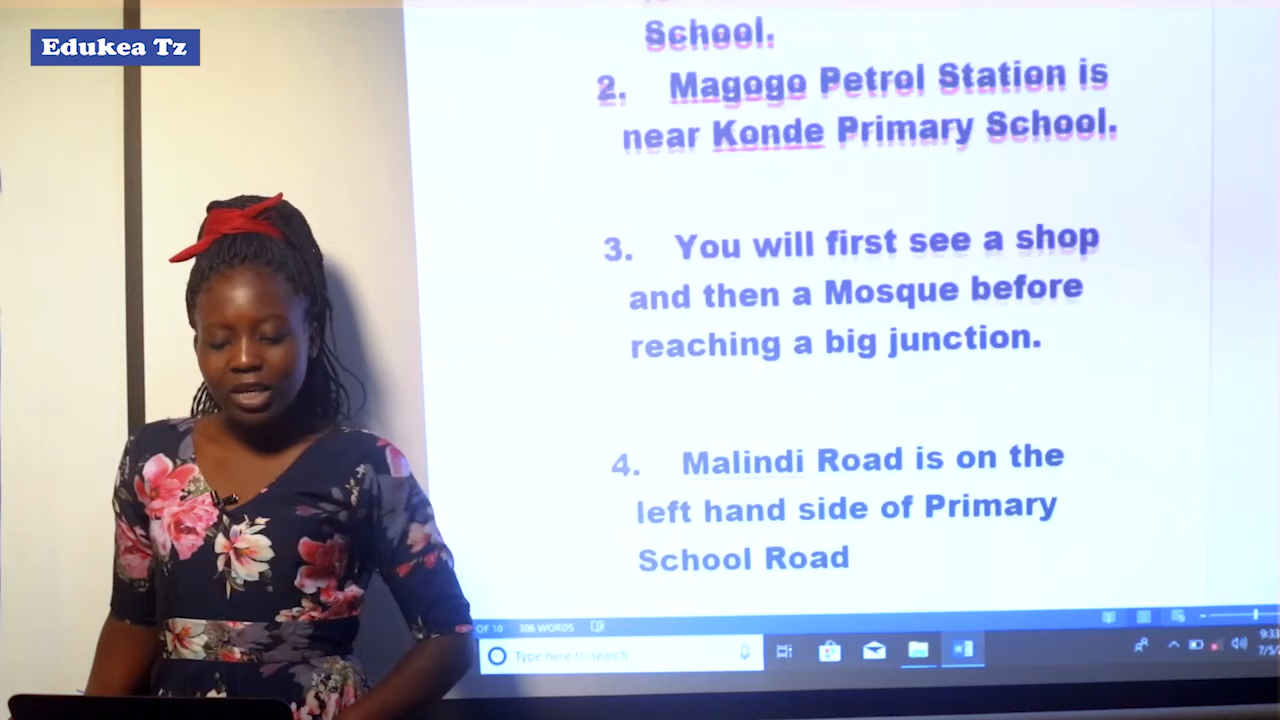 Edukea Tz
School.
2. Magogo Petrol Station is
near Konde Primary School.
3. You will first see a shop
and then a Mosque before
reaching a big junction.
4. Malindi Road is on the
left hand side of Primary
School Road
OF 10 306 WORDS
Type here to search